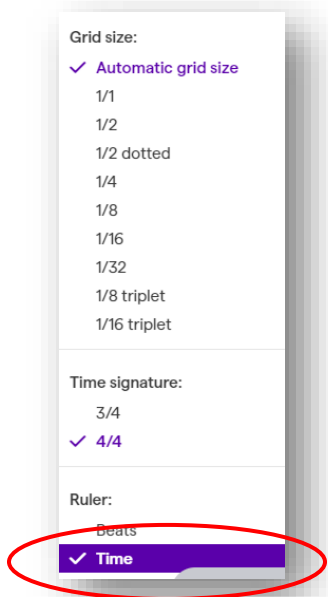 Grid size:
Automatic grid size
1/1
1/2
1/2 dotted
1/4
1/8
1/16
1/32
1/8 triplet
1/16 triplet
Time signature:
3/4
4/4
Ruler:
Beats
Time